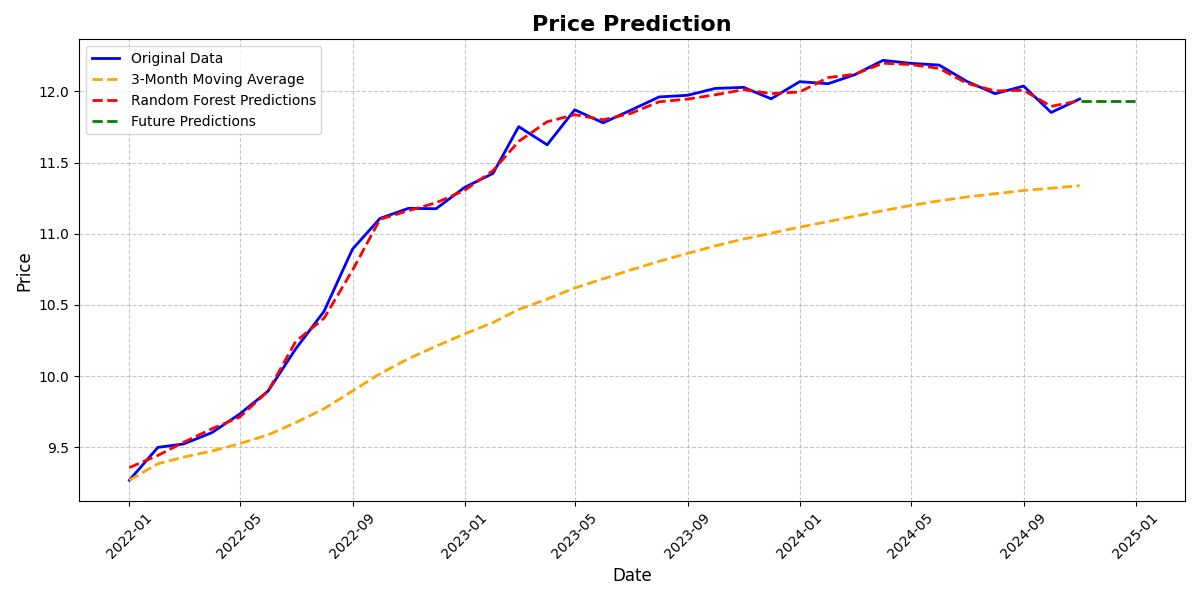 Price Prediction
Original Data
3-Month Moving Average
Random Forest Predictions
Future Predictions
Price
12.0
11.5
11.0
10.5
10.0
9.5
2022-01
2022-05
2022-09
2023-01
2023-05
2023-09
2024-01
2024-05
2024-09
2025-01
Date